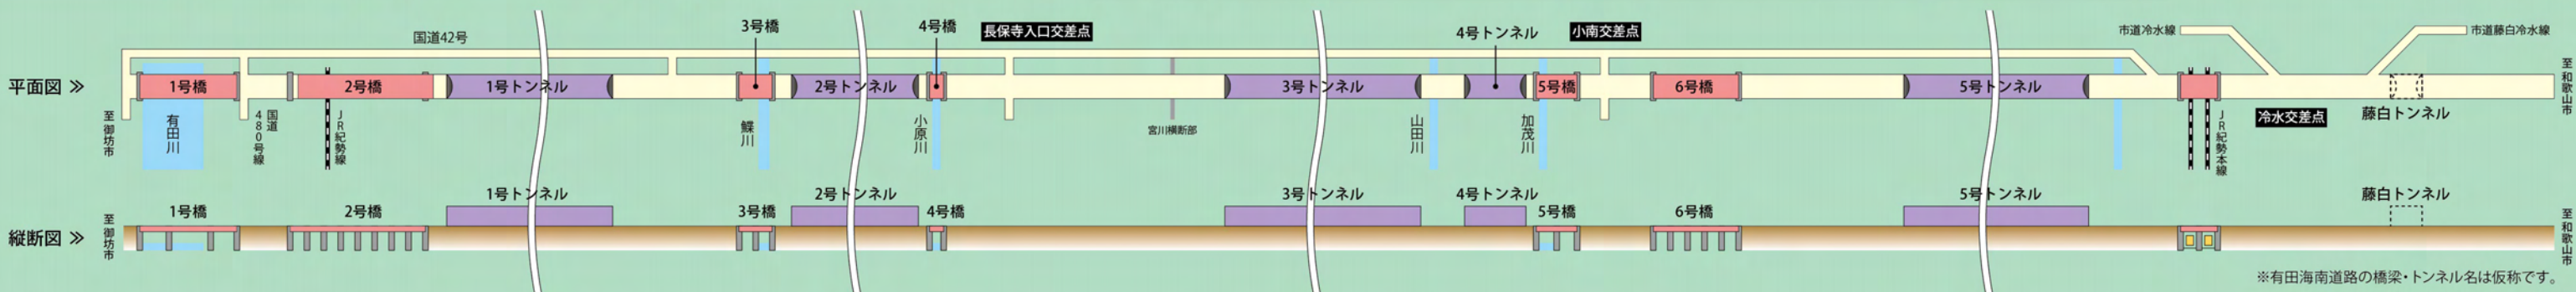 国道42号
3号橋
4号橋
長保寺入口交差点
4号トンネル
小南交差点
市道冷水線
市道藤白冷水線
平面図 ≫
1号橋
2号橋
1号トンネル
2号トンネル
3号トンネル
5号橋
6号橋
5号トンネル
至御坊市
有田川
国道480号線
JR紀勢線
鰈川
小原川
宮川横断部
山田川
加茂川
JR紀勢本線
冷水交差点
藤白トンネル
至和歌山市
縦断図 ≫
至御坊市
1号橋
2号橋
1号トンネル
3号橋
2号トンネル
4号橋
3号トンネル
4号トンネル
5号橋
6号橋
5号トンネル
藤白トンネル
至和歌山市
※有田海南道路の橋梁・トンネル名は仮称です。